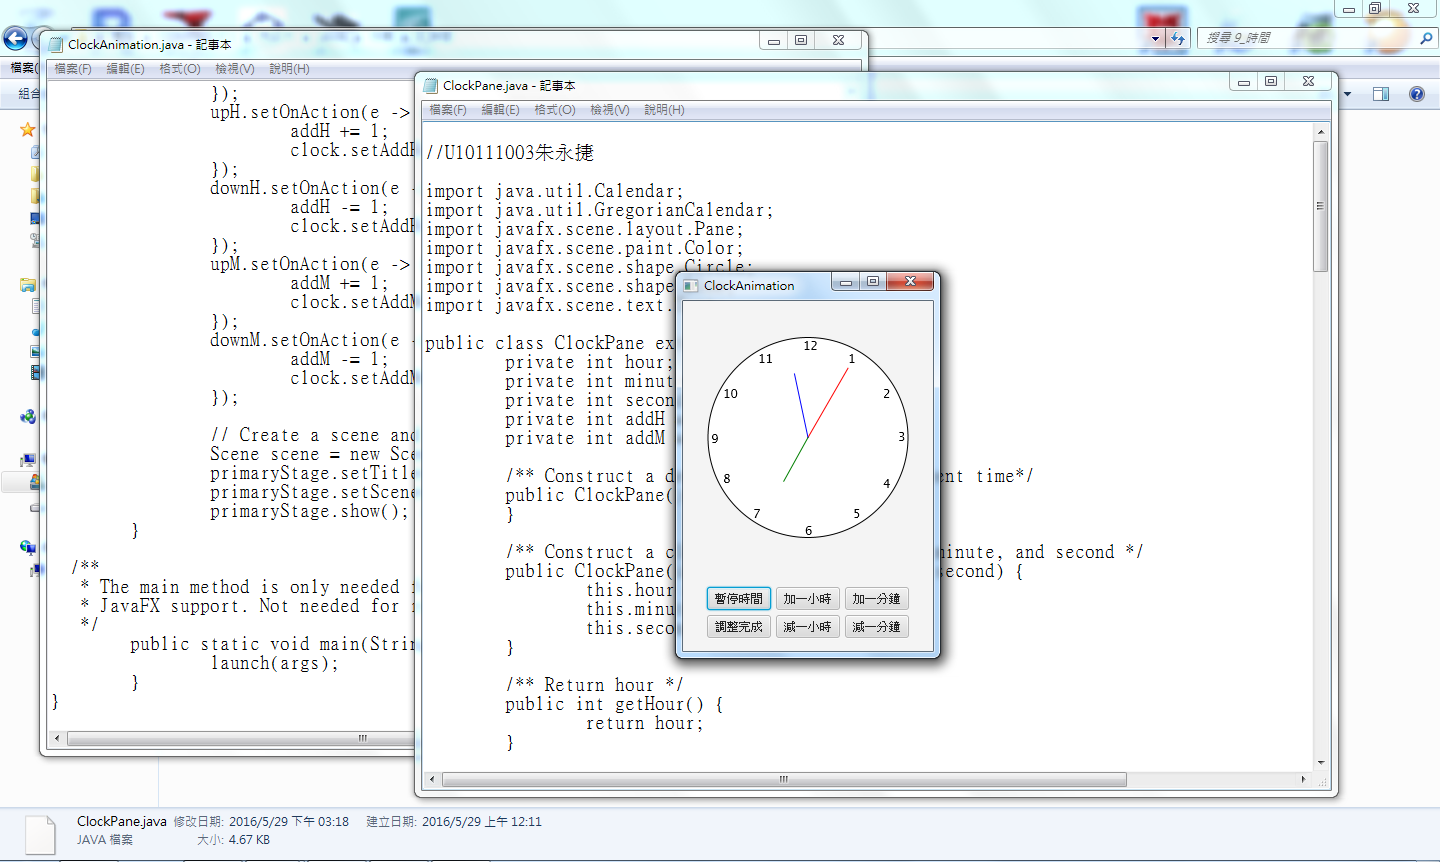 搜尋 9_時間
檔案(
組合
ClockAnimation.java - 記事本
檔案(F) 編輯(E) 格式(O) 檢視(V) 說明(H)
});
upH.setOnAction(e ->
addH += 1;
clock.setAddH
});
downH.setOnAction(e -
addH -= 1;
clock.setAddH
});
upM.setOnAction(e ->
addM += 1;
clock.setAddM
});
downM.setOnAction(e -
addM -= 1;
clock.setAddM
});
// Create a scene and
Scene scene = new Sce
primaryStage.setTitle
primaryStage.setScene
primaryStage.show();
}
/**
* The main method is only needed f
* JavaFX support. Not needed for r
*/
public static void main(Strin
launch(args);
}
}
ClockPane.java - 記事本
檔案(F) 編輯(E) 格式(O) 檢視(V) 說明(H)
//U10111003朱永捷
import java.util.Calendar;
import java.util.GregorianCalendar;
import javafx.scene.layout.Pane;
import javafx.scene.paint.Color;
import javafx.scene.shape.Circle;
import javafx.scene.shape
import javafx.scene.text.
public class ClockPane ex
private int hour;
private int minut
private int secon
private int addH
private int addM
/** Construct a d ent time*/
public ClockPane(
}
/** Construct a c minute, and second */
public ClockPane( second) {
this.hour
this.minu
this.seco
}
/** Return hour */
public int getHour() {
return hour;
}
ClockAnimation
12
11 1
10 2
9 3
8 4
7 5
6
暫停時間 加一小時 加一分鐘
調整完成 減一小時 減一分鐘
ClockPane.java 修改日期: 2016/5/29 下午 03:18 建立日期: 2016/5/29 上午 12:11
JAVA 檔案 大小: 4.67 KB